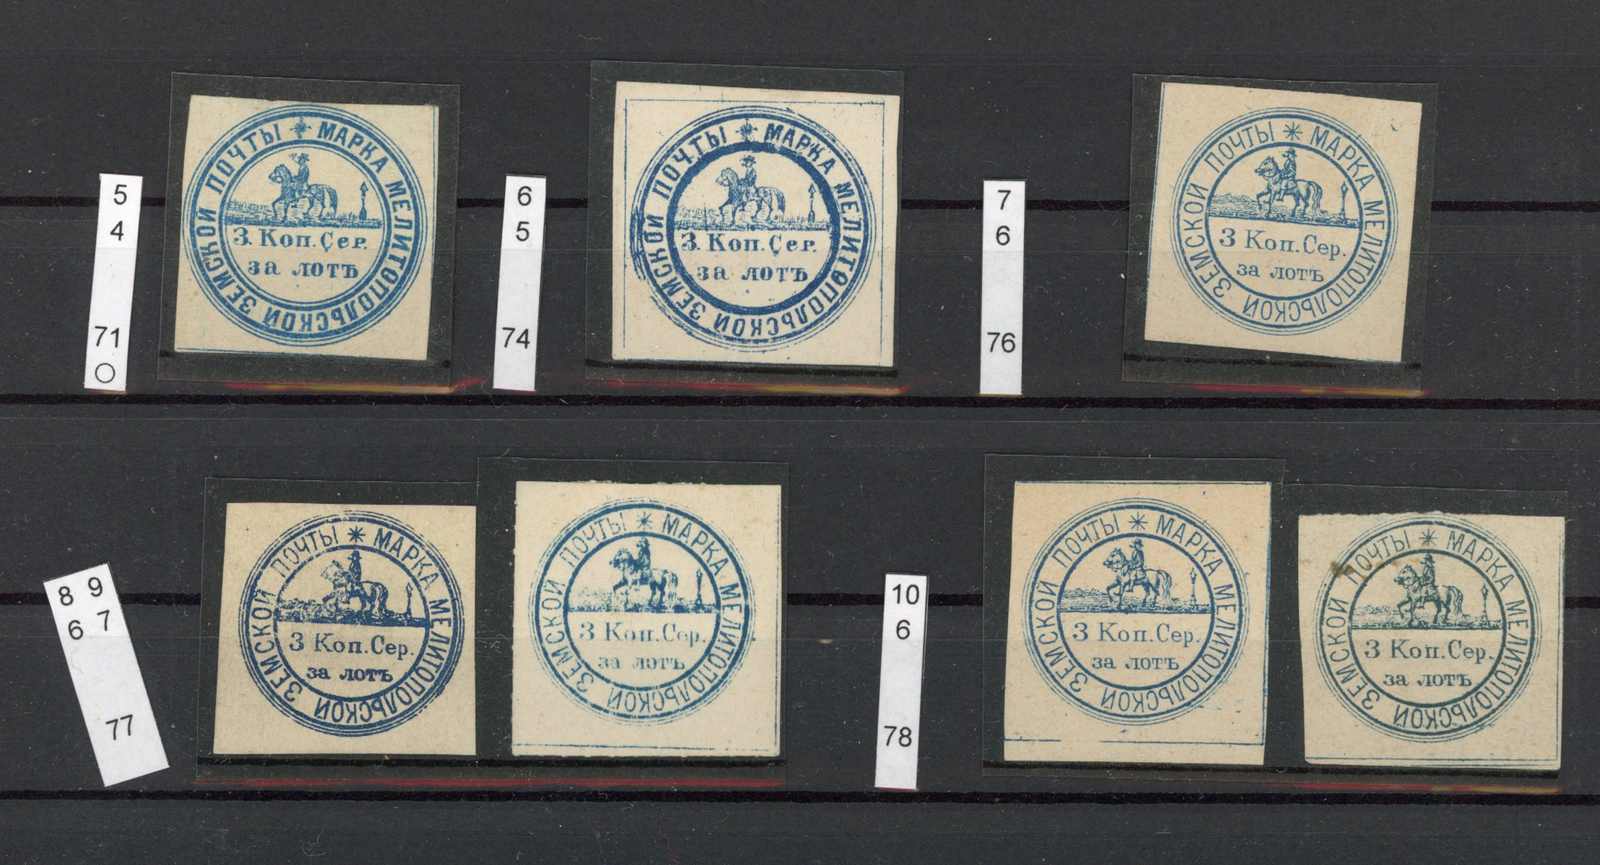 5
4
71
○
МАРКА МЕЛИТОПОЛЬСКОЙ ЗЕМСКОЙ ПОЧТЫ ✳
3. Коп. Сер.
за лотъ
6
5
74
МАРКА МЕЛИТОПОЛЬСКОЙ ЗЕМСКОЙ ПОЧТЫ ✳
3. Коп. Сер.
за лотъ
7
6
76
МАРКА МЕЛИТОПОЛЬСКОЙ ЗЕМСКОЙ ПОЧТЫ ✳
3 Коп. Сер.
за лотъ
8 9
6 7
77
МАРКА МЕЛИТОПОЛЬСКОЙ ЗЕМСКОЙ ПОЧТЫ ✳
3 Коп. Сер.
за лотъ
МАРКА МЕЛИТОПОЛЬСКОЙ ЗЕМСКОЙ ПОЧТЫ ✳
3 Коп. Сер.
за лотъ
10
6
78
МАРКА МЕЛИТОПОЛЬСКОЙ ЗЕМСКОЙ ПОЧТЫ ✳
3 Коп. Сер.
за лотъ
МАРКА МЕЛИТОПОЛЬСКОЙ ЗЕМСКОЙ ПОЧТЫ ✳
3 Коп. Сер.
за лотъ